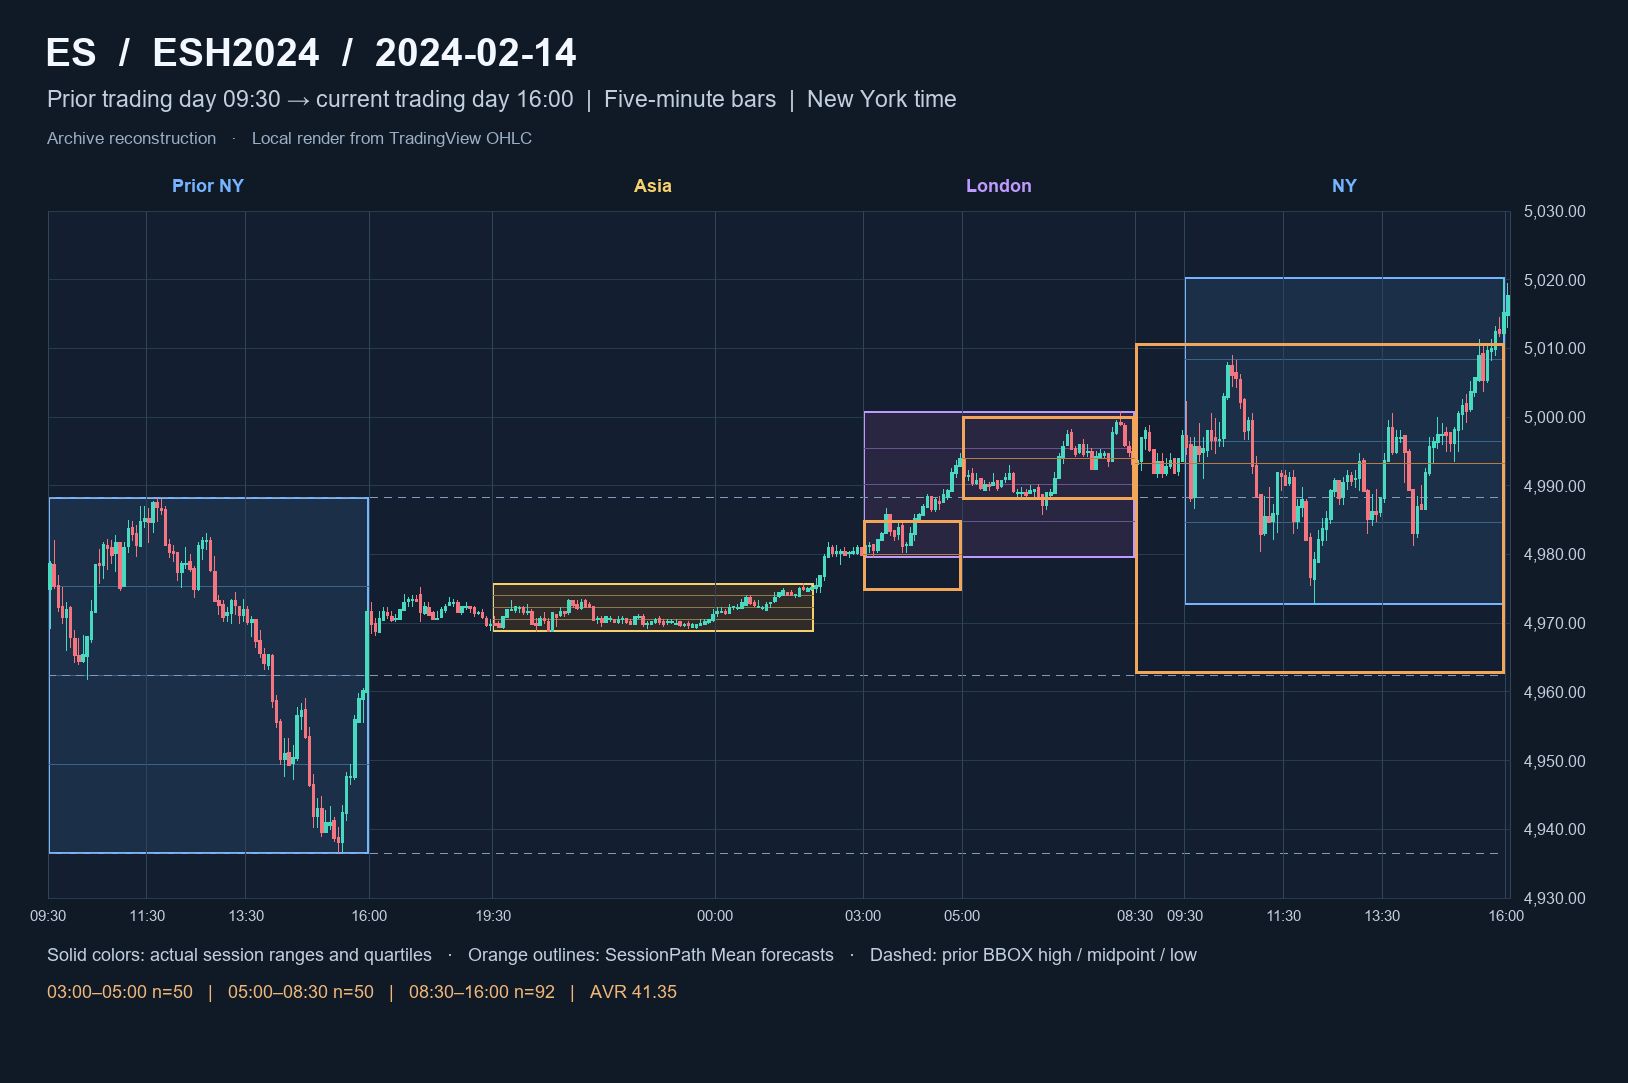 ES / ESH2024 / 2024-02-14
Prior trading day 09:30 → current trading day 16:00 | Five-minute bars | New York time
Archive reconstruction · Local render from TradingView OHLC
Prior NY Asia London NY
5,030.00
5,020.00
5,010.00
5,000.00
4,990.00
4,980.00
4,970.00
4,960.00
4,950.00
4,940.00
4,930.00
09:30 11:30 13:30 16:00 19:30 00:00 03:00 05:00 08:30 09:30 11:30 13:30 16:00
Solid colors: actual session ranges and quartiles · Orange outlines: SessionPath Mean forecasts · Dashed: prior BBOX high / midpoint / low
03:00–05:00 n=50 | 05:00–08:30 n=50 | 08:30–16:00 n=92 | AVR 41.35